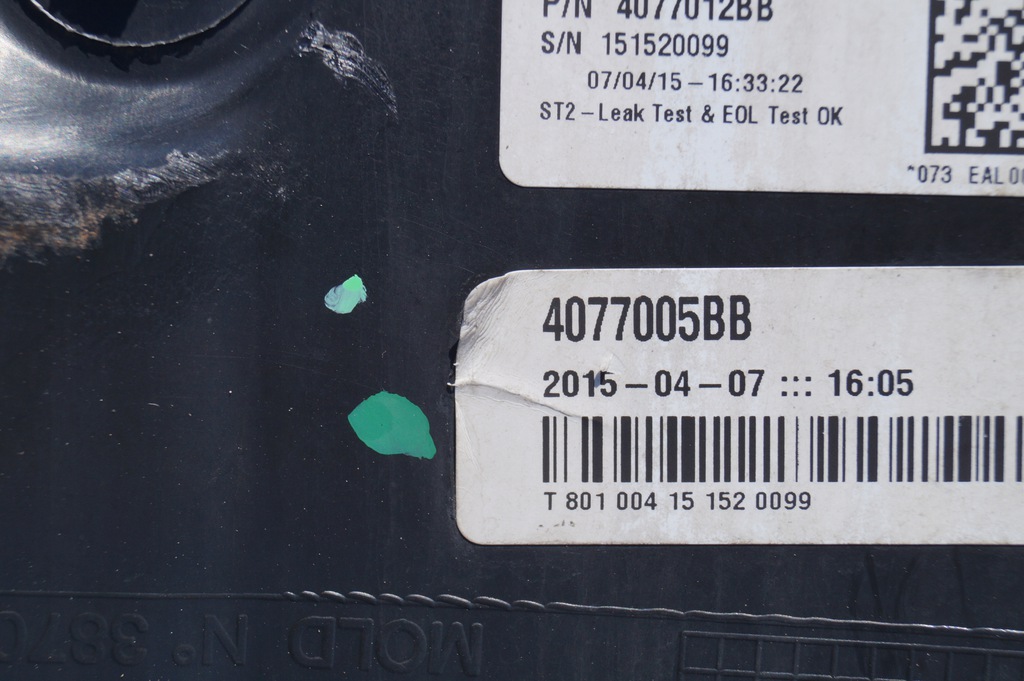 P/N 4077012BB
S/N 151520099
07/04/15 – 16:33:22
ST2 – Leak Test & EOL Test OK
*073 EAL
4077005BB
2015 – 04 – 07 ::: 16:05
T 801 004 15 152 0099
MOLD N° 387